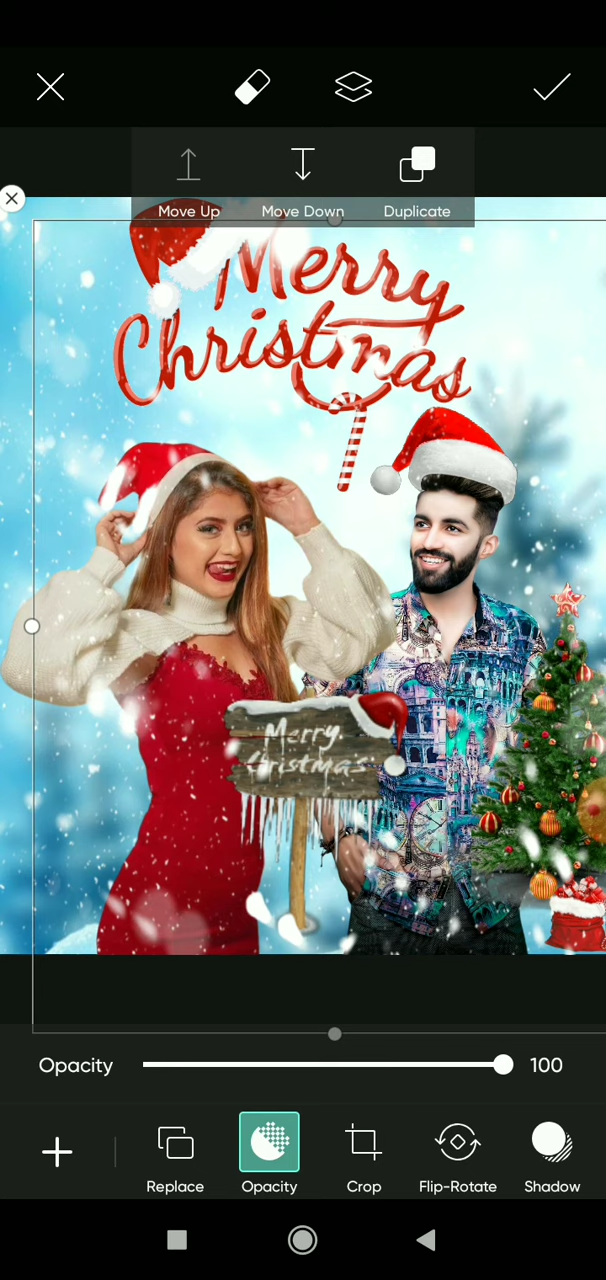 Move Up
Move Down
Duplicate
Merry
Christmas
Merry
Christmas
Opacity
100
Replace
Opacity
Crop
Flip-Rotate
Shadow